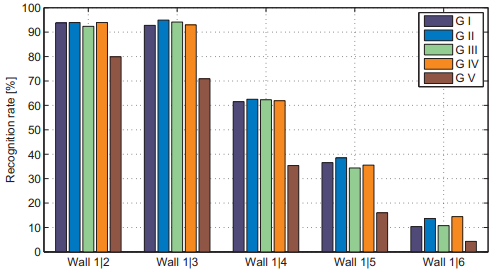 Recognition rate [%]
100
90
80
70
60
50
40
30
20
10
0
G I
G II
G III
G IV
G V
Wall 1|2 Wall 1|3 Wall 1|4 Wall 1|5 Wall 1|6